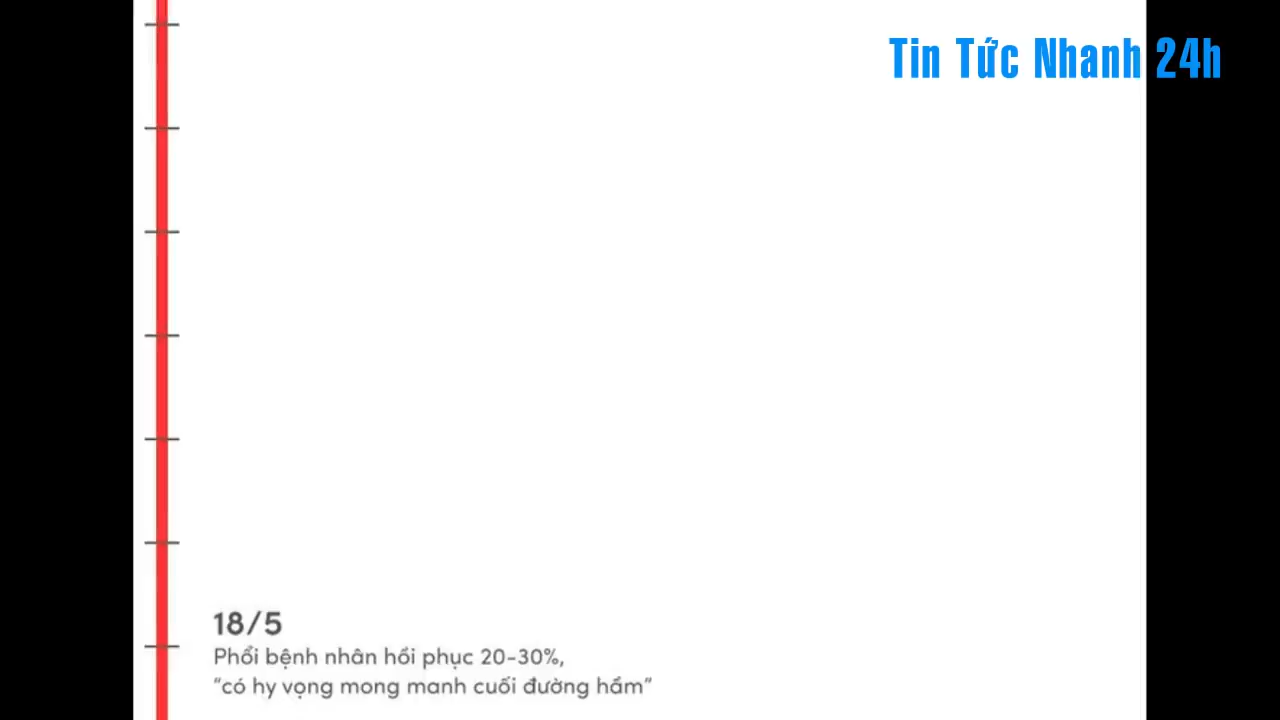 Tin Tức Nhanh 24h
18/5
Phổi bệnh nhân hồi phục 20-30%,
“có hy vọng mong manh cuối đường hầm”